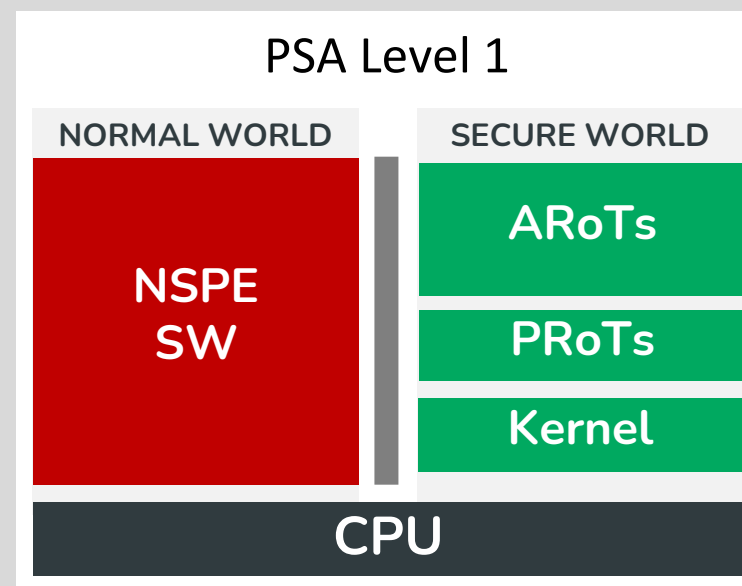 PSA Level 1
NORMAL WORLD
SECURE WORLD
NSPE
SW
ARoTs
PRoTs
Kernel
CPU